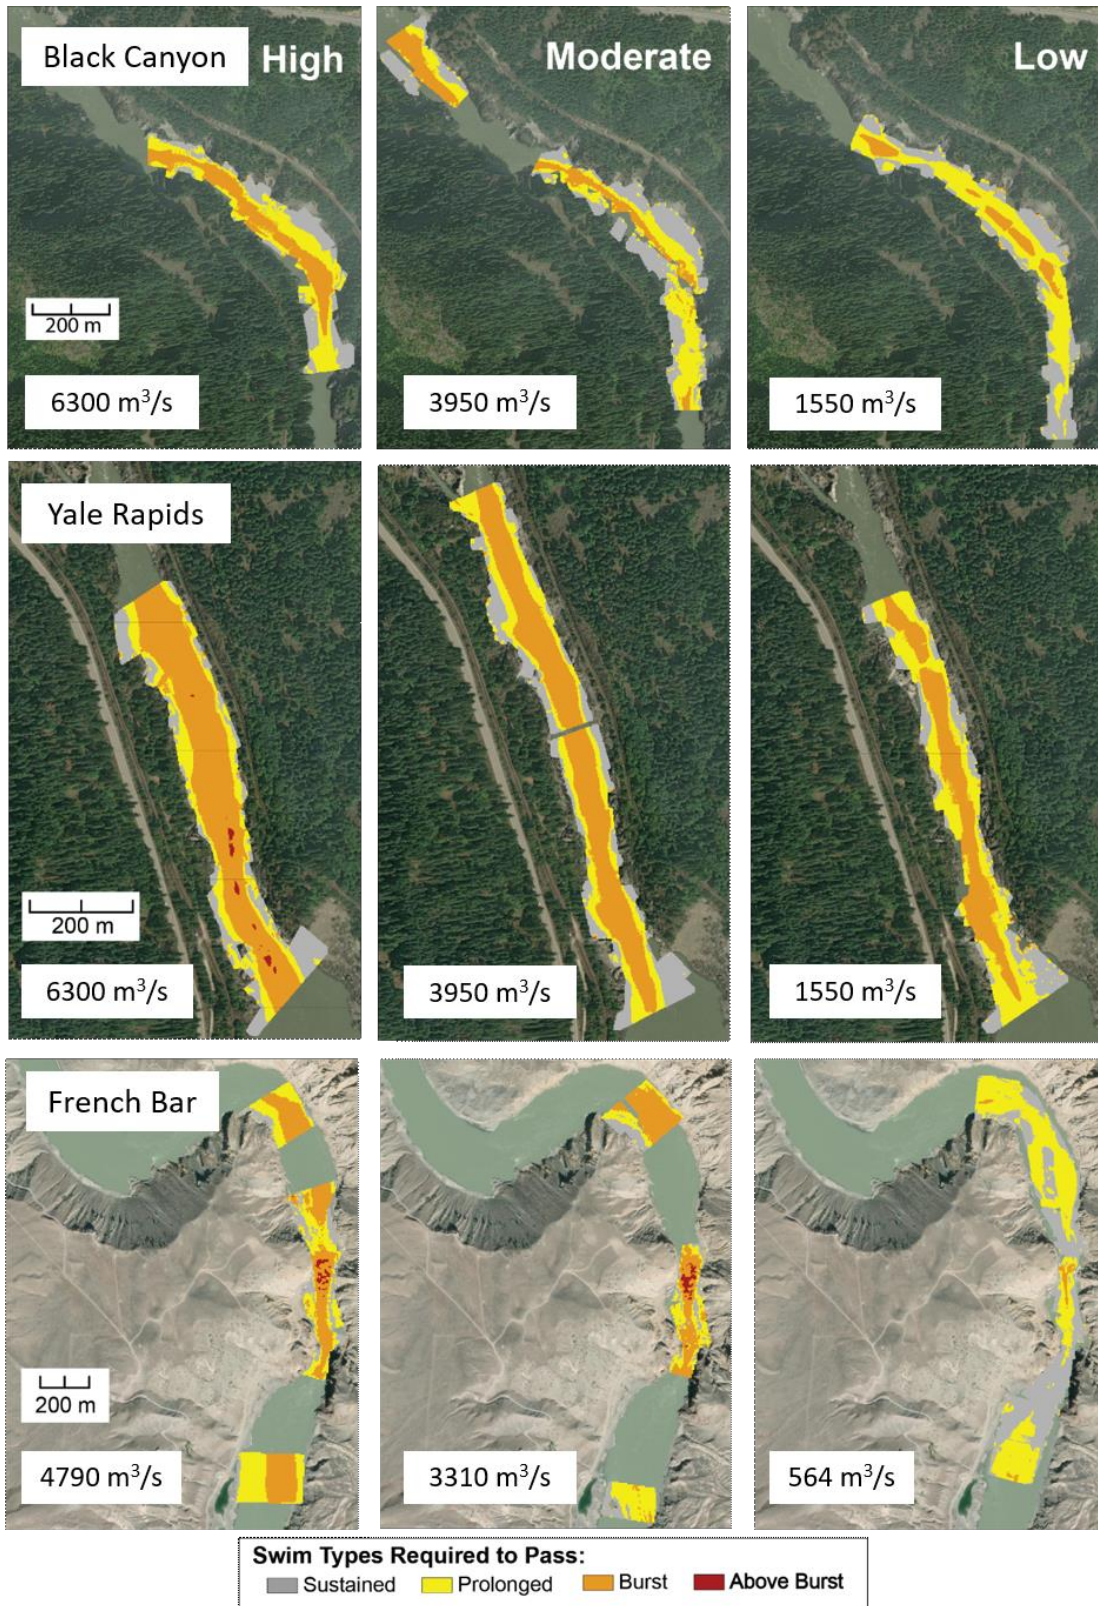 Black Canyon
High
Moderate
Low
200 m
6300 m³/s
3950 m³/s
1550 m³/s
Yale Rapids
200 m
6300 m³/s
3950 m³/s
1550 m³/s
French Bar
200 m
4790 m³/s
3310 m³/s
564 m³/s
Swim Types Required to Pass:
Sustained Prolonged Burst Above Burst